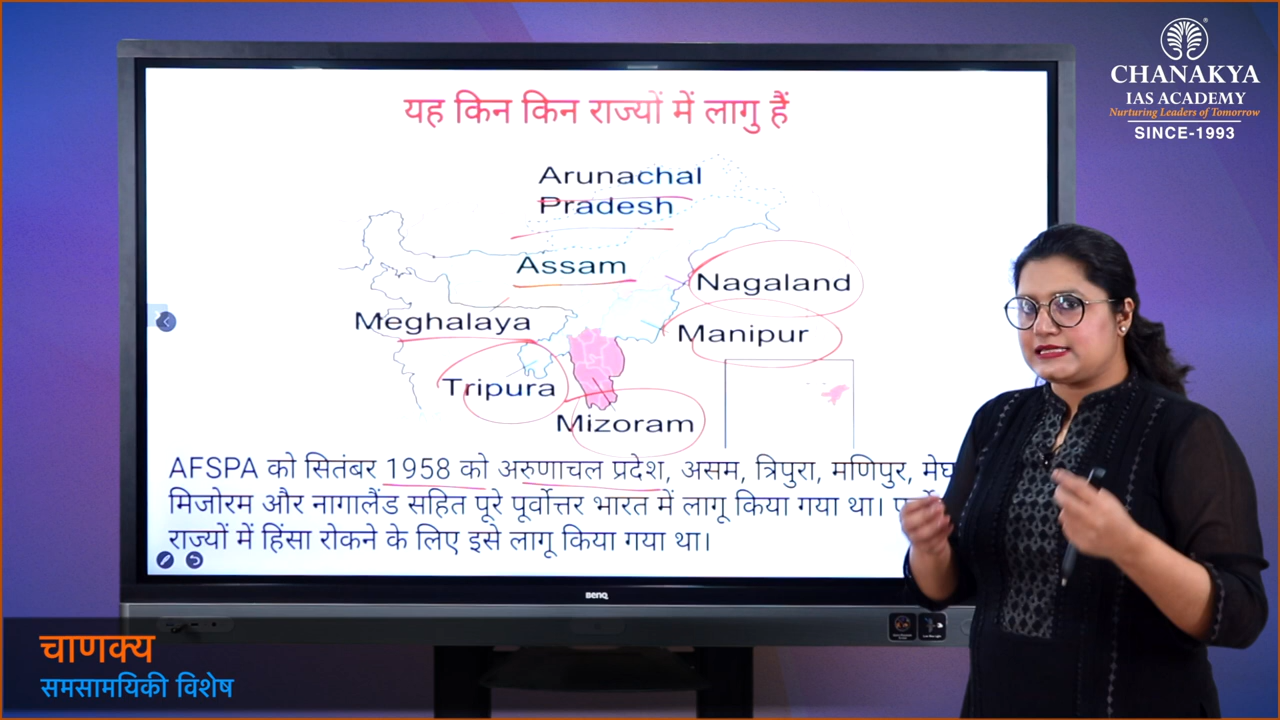 CHANAKYA
IAS ACADEMY
Nurturing Leaders of Tomorrow
SINCE-1993
यह किन किन राज्यों में लागु हैं
Arunachal
Pradesh
Assam
Nagaland
Meghalaya
Manipur
Tripura
Mizoram
AFSPA को सितंबर 1958 को अरुणाचल प्रदेश, असम, त्रिपुरा, मणिपुर,
मिजोरम और नागालैंड सहित पूरे पूर्वोत्तर भारत में लागू किया गया था।
राज्यों में हिंसा रोकने के लिए इसे लागू किया गया था।
BENQ
चाणक्य
समसामयिकी विशेष